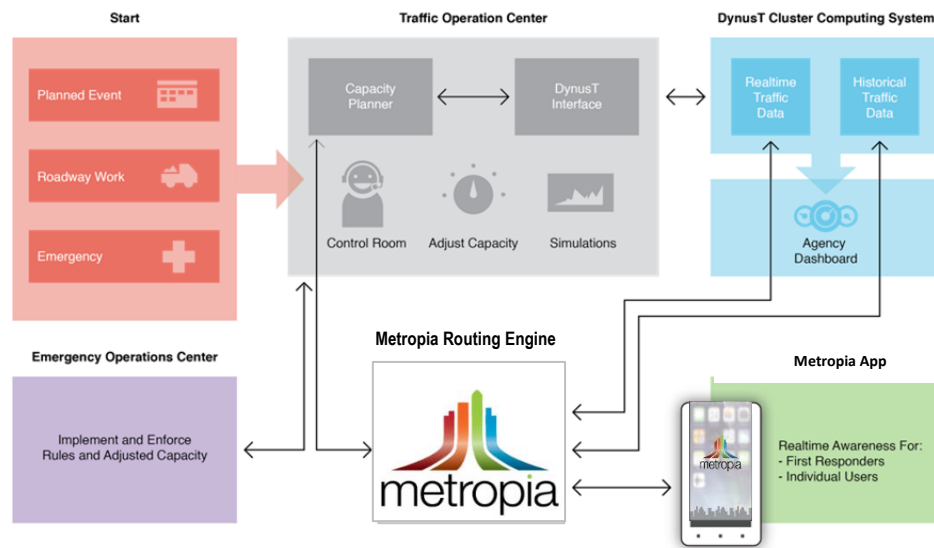 Start
Planned Event
Roadway Work
Emergency
Traffic Operation Center
Capacity
Planner
DynusT
Interface
Control Room
Adjust Capacity
Simulations
DynusT Cluster Computing System
Realtime
Traffic
Data
Historical
Traffic
Data
Agency
Dashboard
Emergency Operations Center
Implement and Enforce
Rules and Adjusted Capacity
Metropia Routing Engine
metropia
Metropia App
metropia
Realtime Awareness For:
- First Responders
- Individual Users